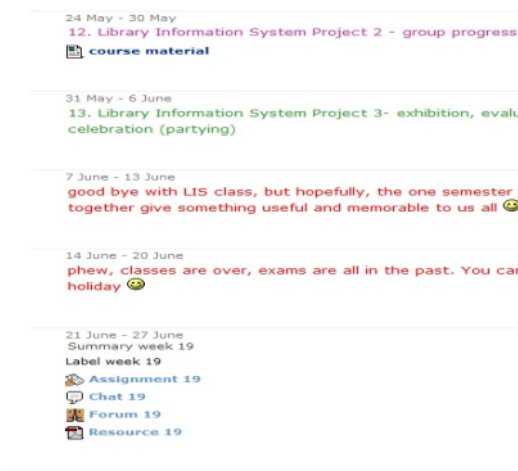 24 May - 30 May
12. Library Information System Project 2 - group progress
course material
31 May - 6 June
13. Library Information System Project 3- exhibition,
celebration (partying)
7 June - 13 June
good bye with LIS class, but hopefully, the one semester
together give something useful and memorable to us all
14 June - 20 June
phew, classes are over, exams are all in the past. You
holiday
21 June - 27 June
Summary week 19
Label week 19
Assignment 19
Chat 19
Forum 19
Resource 19